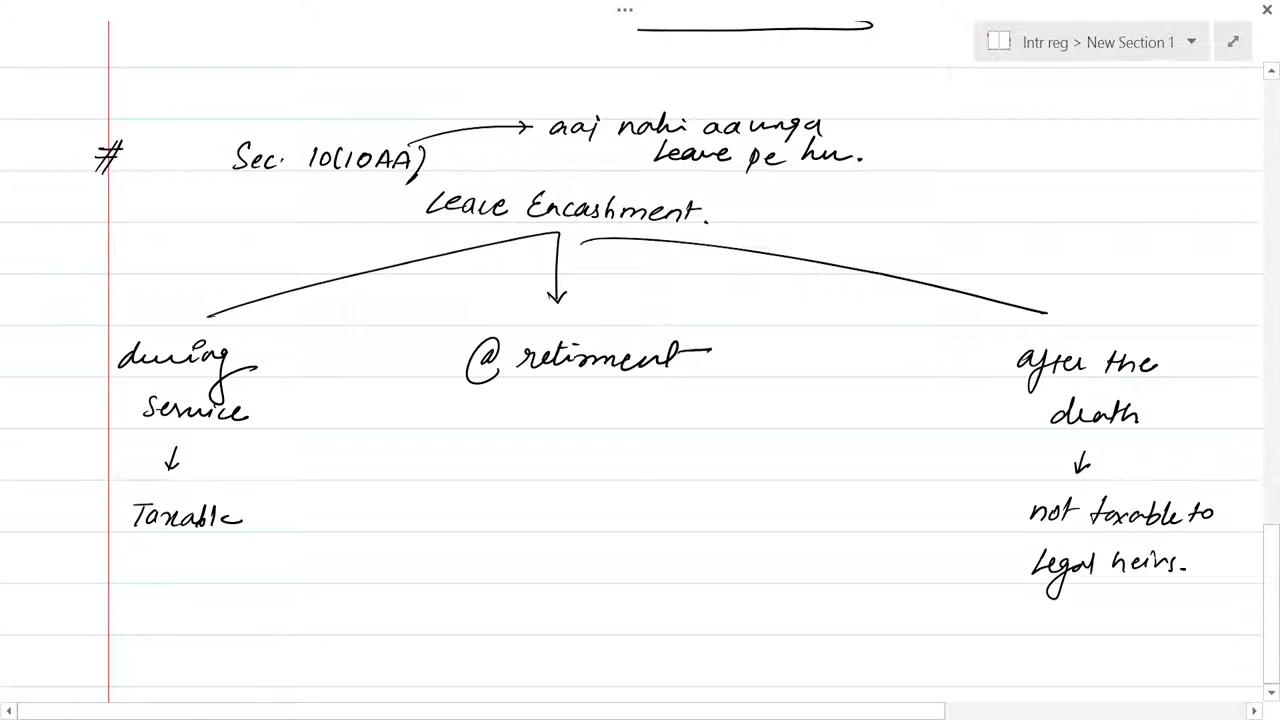 Intr reg > New Section 1
# Sec. 10(10AA) → aaj nahi aaunga
Leave pe hu.
Leave Encashment.
during
service
↓
Taxable
@ retirement
after the
death
↓
not taxable to
Legal heirs.